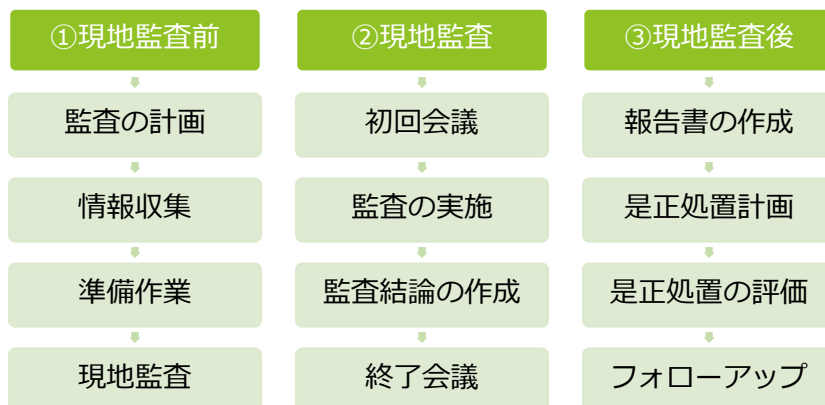 ①現地監査前
監査の計画
情報収集
準備作業
現地監査
②現地監査
初回会議
監査の実施
監査結論の作成
終了会議
③現地監査後
報告書の作成
是正処置計画
是正処置の評価
フォローアップ